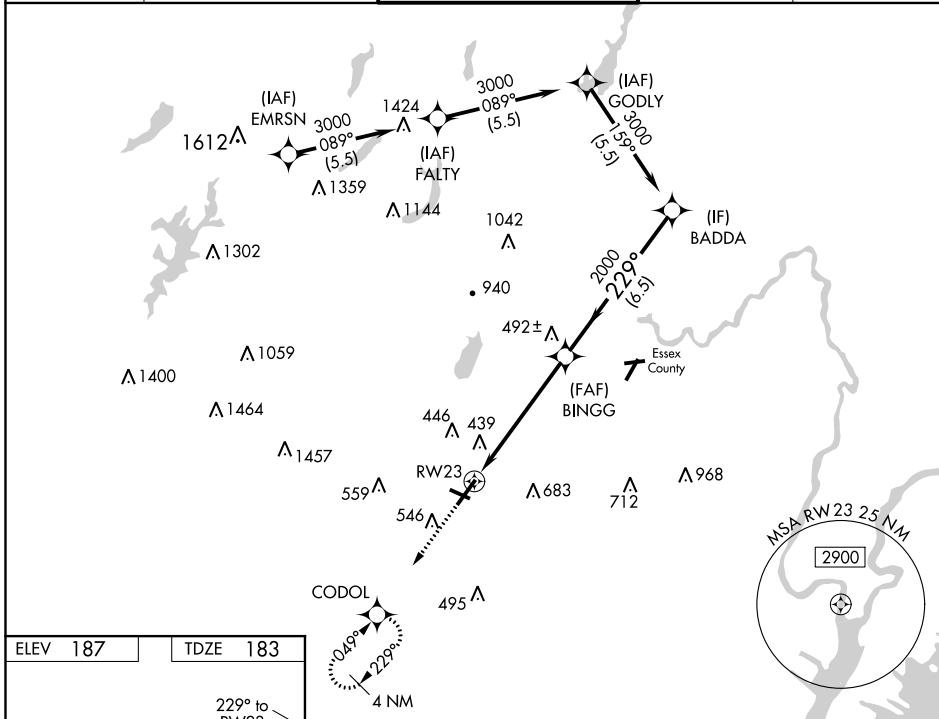 3000
089°
(5.5)
(IAF)
GODLY
(IAF)
EMRSN
3000
089°
(5.5)
1424
1612
(IAF)
FALTY
3000
159°
(5.5)
1359
1144
(IF)
BADDA
1042
1302
2000
229°
(6.5)
940
492±
1059
Essex
County
1400
(FAF)
BINGG
1464
446
439
1457
RW23
559
683
712
968
546
MSA RW 23 25 NM
2900
CODOL
495
049°
229°
4 NM
ELEV 187
TDZE 183
229° to